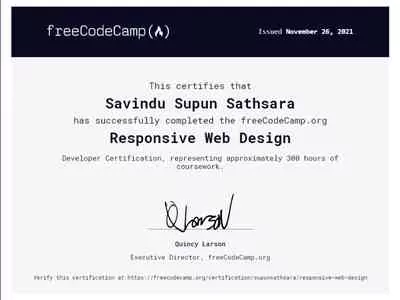 freeCodeCamp(🔥)
Issued November 26, 2021
This certifies that
Savindu Supun Sathsara
has successfully completed the freeCodeCamp.org
Responsive Web Design
Developer Certification, representing approximately 300 hours of
coursework.
Quincy Larson
Executive Director, freeCodeCamp.org
Verify this certification at:https://freecodecamp.org/certification/supunsathsara/responsive-web-design